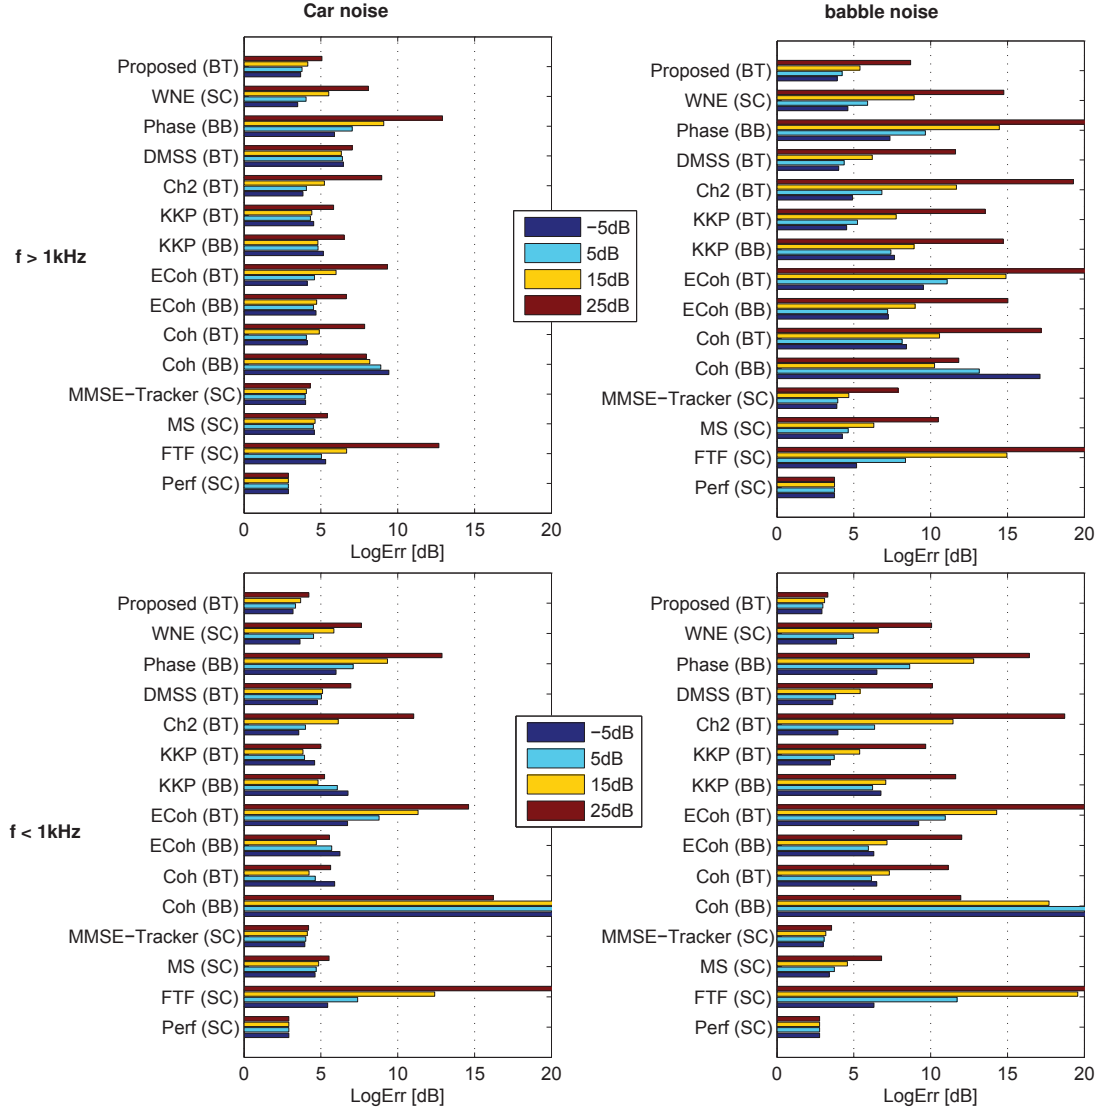 Car noise
babble noise
f > 1kHz
Proposed (BT)
WNE (SC)
Phase (BB)
DMSS (BT)
Ch2 (BT)
KKP (BT)
KKP (BB)
ECoh (BT)
ECoh (BB)
Coh (BT)
Coh (BB)
MMSE−Tracker (SC)
MS (SC)
FTF (SC)
Perf (SC)
0 5 10 15 20
LogErr [dB]
−5dB
5dB
15dB
25dB
Proposed (BT)
WNE (SC)
Phase (BB)
DMSS (BT)
Ch2 (BT)
KKP (BT)
KKP (BB)
ECoh (BT)
ECoh (BB)
Coh (BT)
Coh (BB)
MMSE−Tracker (SC)
MS (SC)
FTF (SC)
Perf (SC)
0 5 10 15 20
LogErr [dB]
f < 1kHz
Proposed (BT)
WNE (SC)
Phase (BB)
DMSS (BT)
Ch2 (BT)
KKP (BT)
KKP (BB)
ECoh (BT)
ECoh (BB)
Coh (BT)
Coh (BB)
MMSE−Tracker (SC)
MS (SC)
FTF (SC)
Perf (SC)
0 5 10 15 20
LogErr [dB]
−5dB
5dB
15dB
25dB
Proposed (BT)
WNE (SC)
Phase (BB)
DMSS (BT)
Ch2 (BT)
KKP (BT)
KKP (BB)
ECoh (BT)
ECoh (BB)
Coh (BT)
Coh (BB)
MMSE−Tracker (SC)
MS (SC)
FTF (SC)
Perf (SC)
0 5 10 15 20
LogErr [dB]